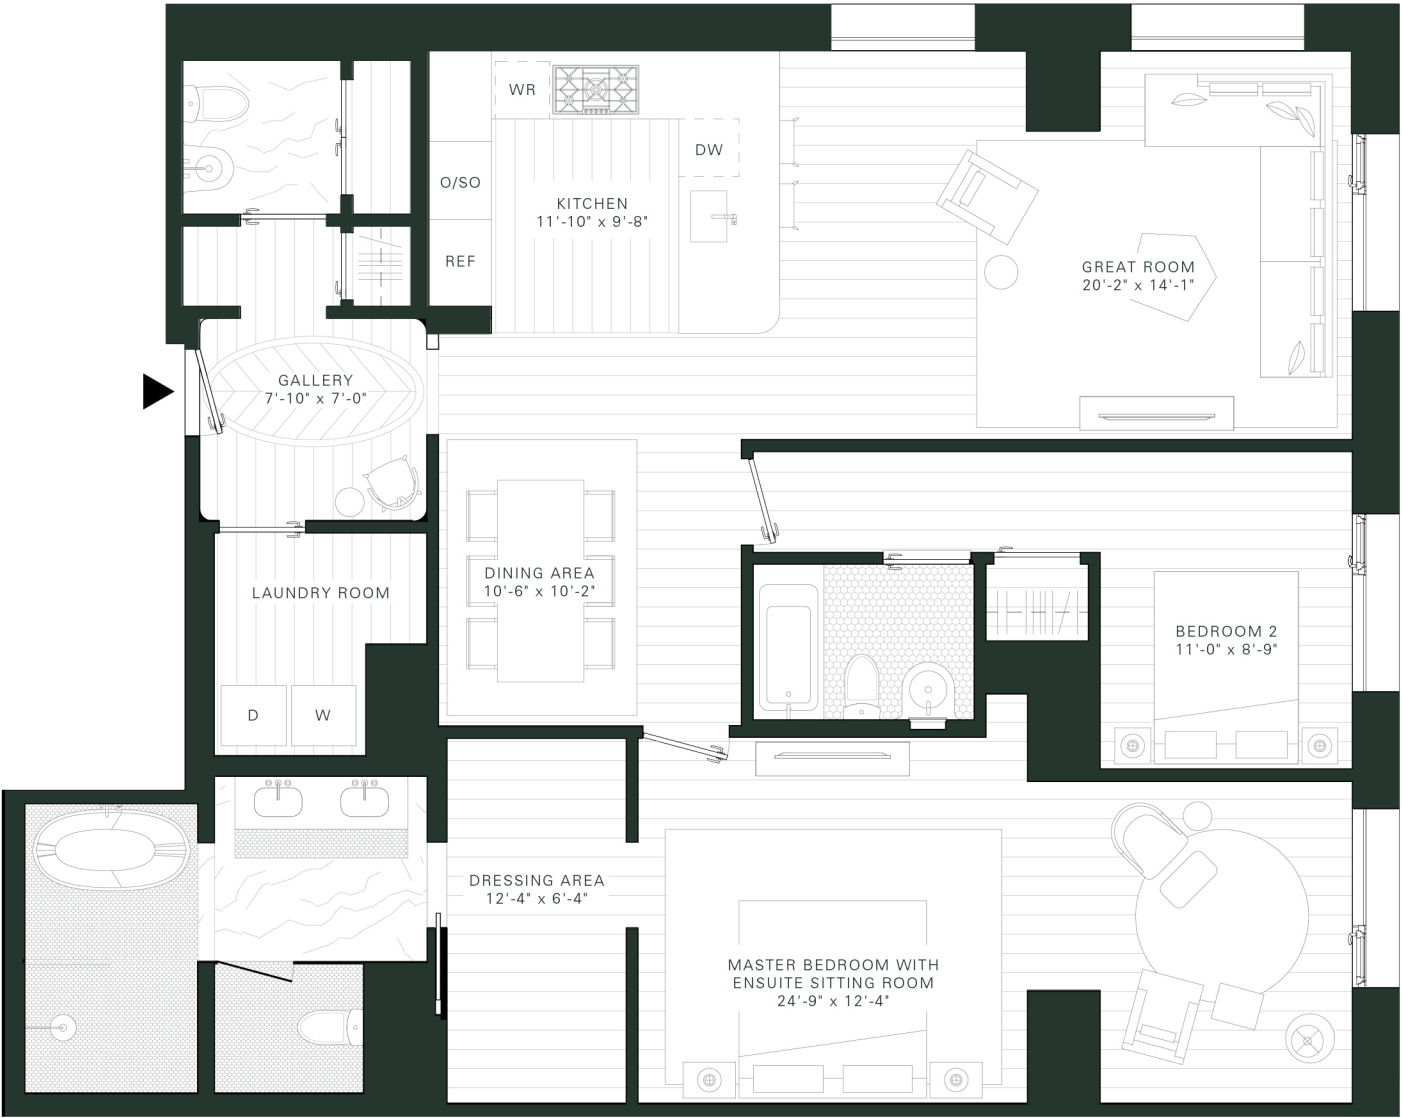 WR
DW
O/SO
KITCHEN
11'-10" x 9'-8"
REF
GREAT ROOM
20'-2" x 14'-1"
GALLERY
7'-10" x 7'-0"
LAUNDRY ROOM
DINING AREA
10'-6" x 10'-2"
BEDROOM 2
11'-0" x 8'-9"
D
W
DRESSING AREA
12'-4" x 6'-4"
MASTER BEDROOM WITH
ENSUITE SITTING ROOM
24'-9" x 12'-4"